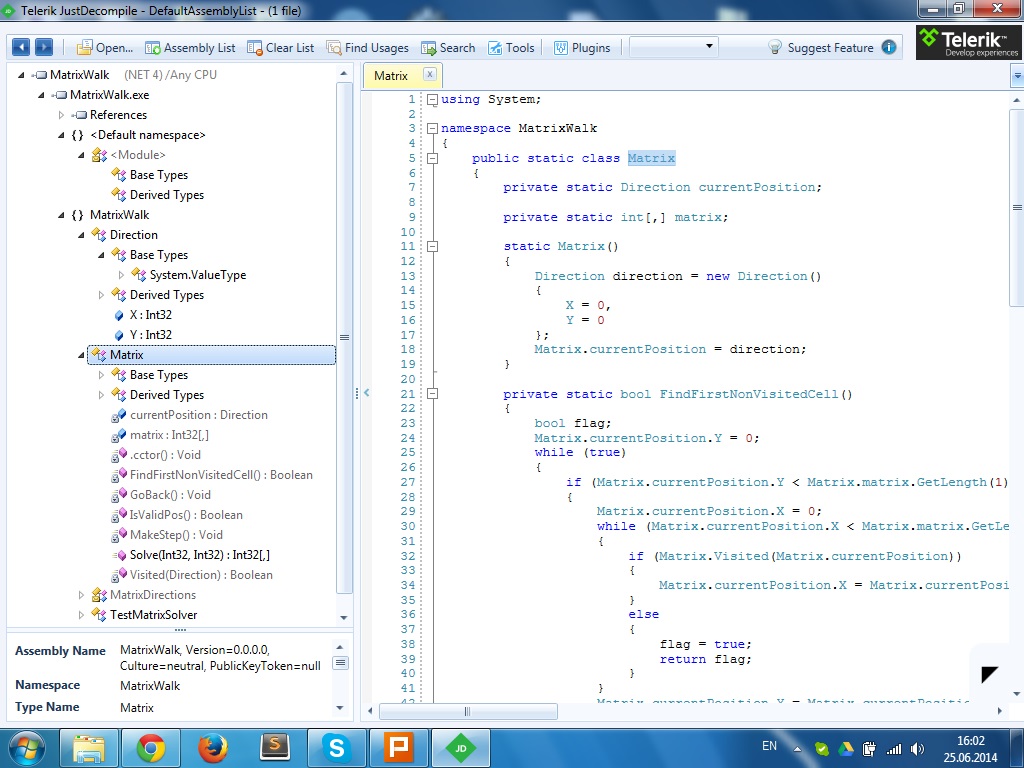 Telerik JustDecompile - DefaultAssemblyList - (1 file)
Open... Assembly List Clear List Find Usages Search Tools Plugins Suggest Feature
Telerik™
Develop experiences
MatrixWalk (NET 4) /Any CPU
MatrixWalk.exe
References
{ } <Default namespace>
<Module>
Base Types
Derived Types
{ } MatrixWalk
Direction
Base Types
System.ValueType
Derived Types
X : Int32
Y : Int32
Matrix
Base Types
Derived Types
currentPosition : Direction
matrix : Int32[,]
.cctor() : Void
FindFirstNonVisitedCell() : Boolean
GoBack() : Void
IsValidPos() : Boolean
MakeStep() : Void
Solve(Int32, Int32) : Int32[,]
Visited(Direction) : Boolean
MatrixDirections
TestMatrixSolver
Assembly Name MatrixWalk, Version=0.0.0.0,
Culture=neutral, PublicKeyToken=null
Namespace MatrixWalk
Type Name Matrix
Matrix x
1 using System;
2
3 namespace MatrixWalk
4 {
5 public static class Matrix
6 {
7 private static Direction currentPosition;
8
9 private static int[,] matrix;
10
11 static Matrix()
12 {
13 Direction direction = new Direction()
14 {
15 X = 0,
16 Y = 0
17 };
18 Matrix.currentPosition = direction;
19 }
20
21 private static bool FindFirstNonVisitedCell()
22 {
23 bool flag;
24 Matrix.currentPosition.Y = 0;
25 while (true)
26 {
27 if (Matrix.currentPosition.Y < Matrix.matrix.GetLength(1)
28 {
29 Matrix.currentPosition.X = 0;
30 while (Matrix.currentPosition.X < Matrix.matrix.GetLe
31 {
32 if (Matrix.Visited(Matrix.currentPosition))
33 {
34 Matrix.currentPosition.X = Matrix.currentPosi
35 }
36 else
37 {
38 flag = true;
39 return flag;
40 }
41 }
42 Matrix.currentPosition.Y = Matrix.currentPositio
JD
EN
16:02
25.06.2014